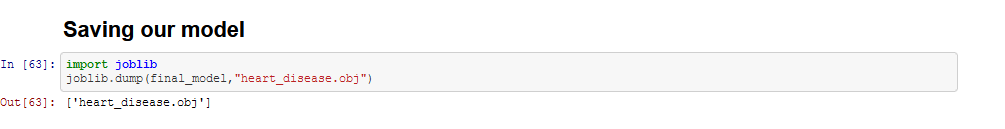 Saving our model
In [63]: import joblib
joblib.dump(final_model,"heart_disease.obj")
Out[63]: ['heart_disease.obj']